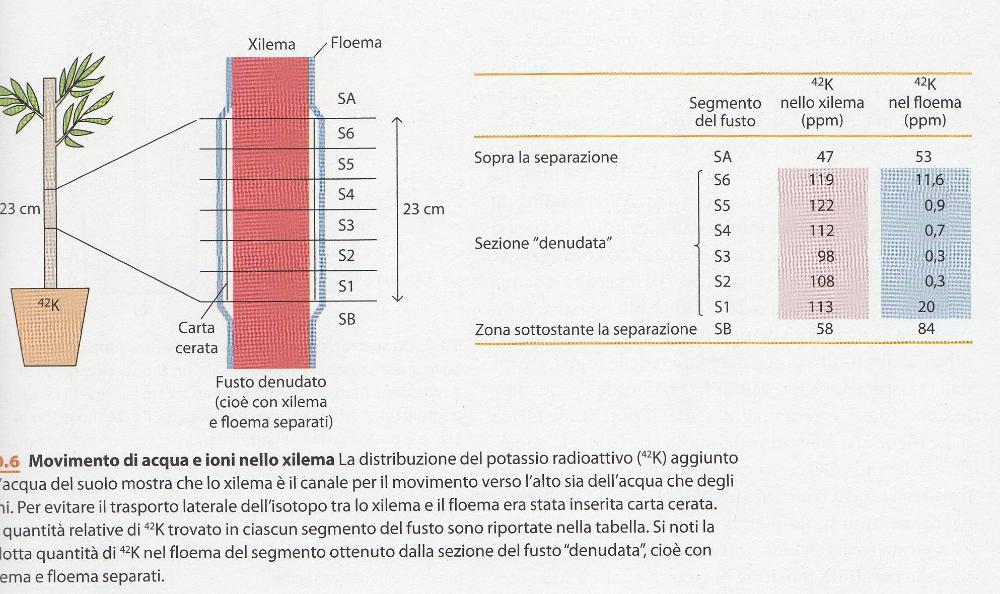 Xilema
Floema
SA
S6
S5
S4
S3
S2
S1
SB
23 cm
23 cm
⁴²K
Carta
cerata
Fusto denudato
(cioè con xilema
e floema separati)
Segmento
del fusto
⁴²K
nello xilema
(ppm)
⁴²K
nel floema
(ppm)
Sopra la separazione SA 47 53
S6 119 11,6
S5 122 0,9
S4 112 0,7
Sezione “denudata”
S3 98 0,3
S2 108 0,3
S1 113 20
Zona sottostante la separazione SB 58 84
.6 Movimento di acqua e ioni nello xilema La distribuzione del potassio radioattivo (⁴²K) aggiunto
’acqua del suolo mostra che lo xilema è il canale per il movimento verso l’alto sia dell’acqua che degli
ni. Per evitare il trasporto laterale dell’isotopo tra lo xilema e il floema era stata inserita carta cerata.
quantità relative di ⁴²K trovato in ciascun segmento del fusto sono riportate nella tabella. Si noti la
lotta quantità di ⁴²K nel floema del segmento ottenuto dalla sezione del fusto “denudata”, cioè con
ema e floema separati.